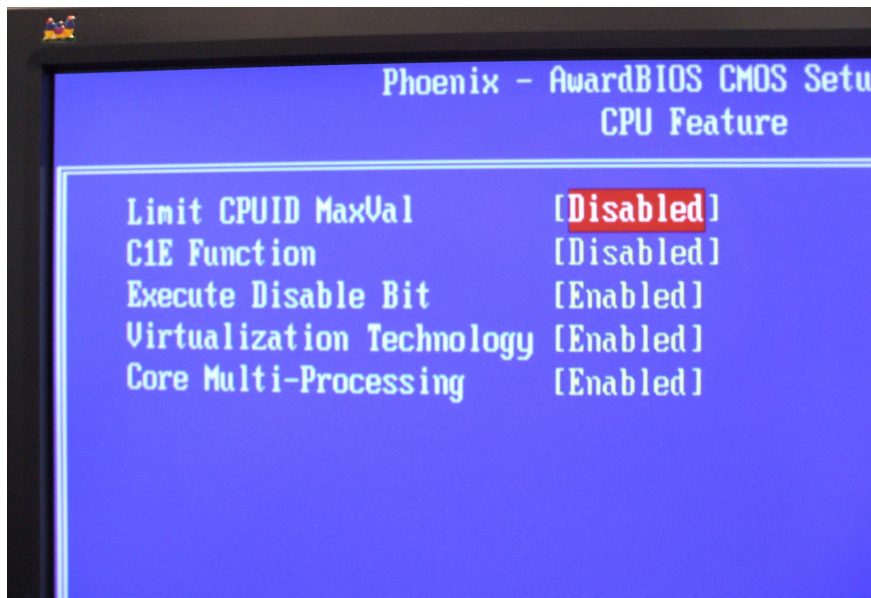 Phoenix - AwardBIOS CMOS Setu
CPU Feature
Limit CPUID MaxVal [Disabled]
C1E Function [Disabled]
Execute Disable Bit [Enabled]
Virtualization Technology [Enabled]
Core Multi-Processing [Enabled]